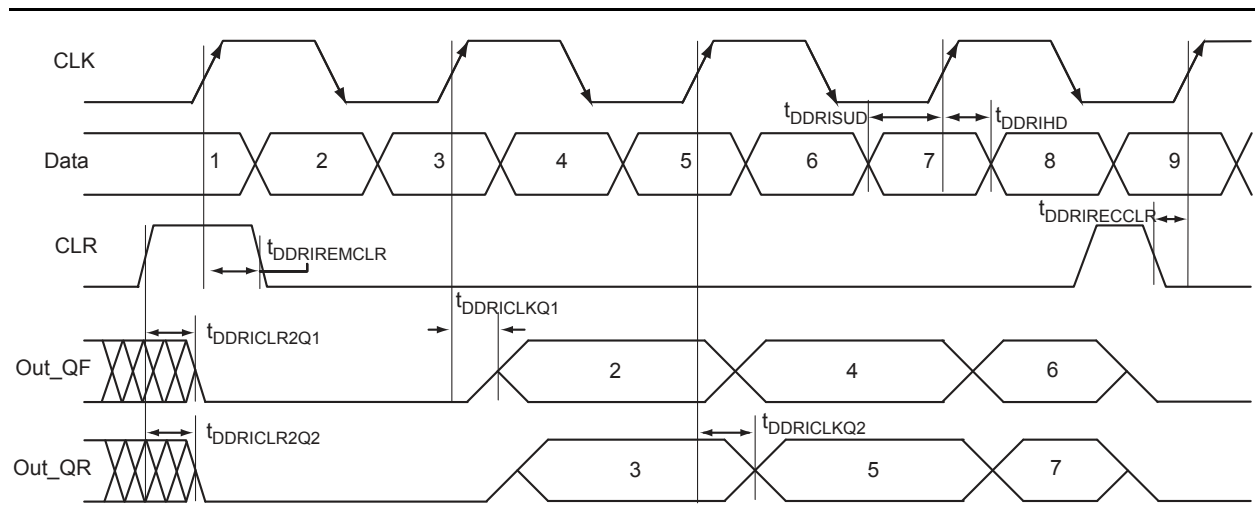 CLK
tDDRISUD
tDDRIHD
Data 1 2 3 4 5 6 7 8 9
tDDRIRECCLR
CLR
tDDRIREMCLR
tDDRICLKQ1
tDDRICLR2Q1
Out_QF 2 4 6
tDDRICLR2Q2
tDDRICLKQ2
Out_QR 3 5 7